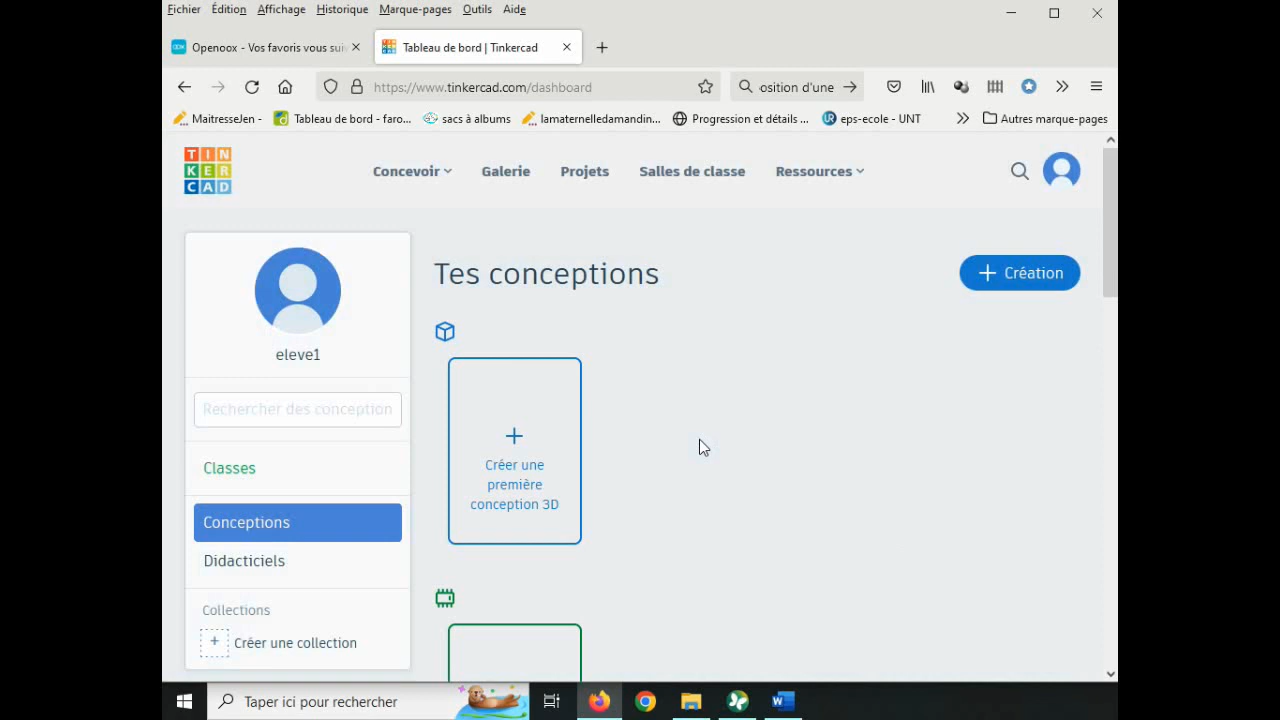 Fichier Édition Affichage Historique Marque-pages Outils Aide
Openoox - Vos favoris vous suiv
Tableau de bord | Tinkercad
https://www.tinkercad.com/dashboard
osition d'une
MaitresseJen -
Tableau de bord - faro...
sacs à albums
lamaternelledamandin...
Progression et détails ...
eps-ecole - UNT
Autres marque-pages
TIN
KER
CAD
Concevoir
Galerie
Projets
Salles de classe
Ressources
eleve1
Rechercher des conception
Classes
Conceptions
Didacticiels
Collections
+ Créer une collection
Tes conceptions
+ Création
+
Créer une
première
conception 3D
Taper ici pour rechercher